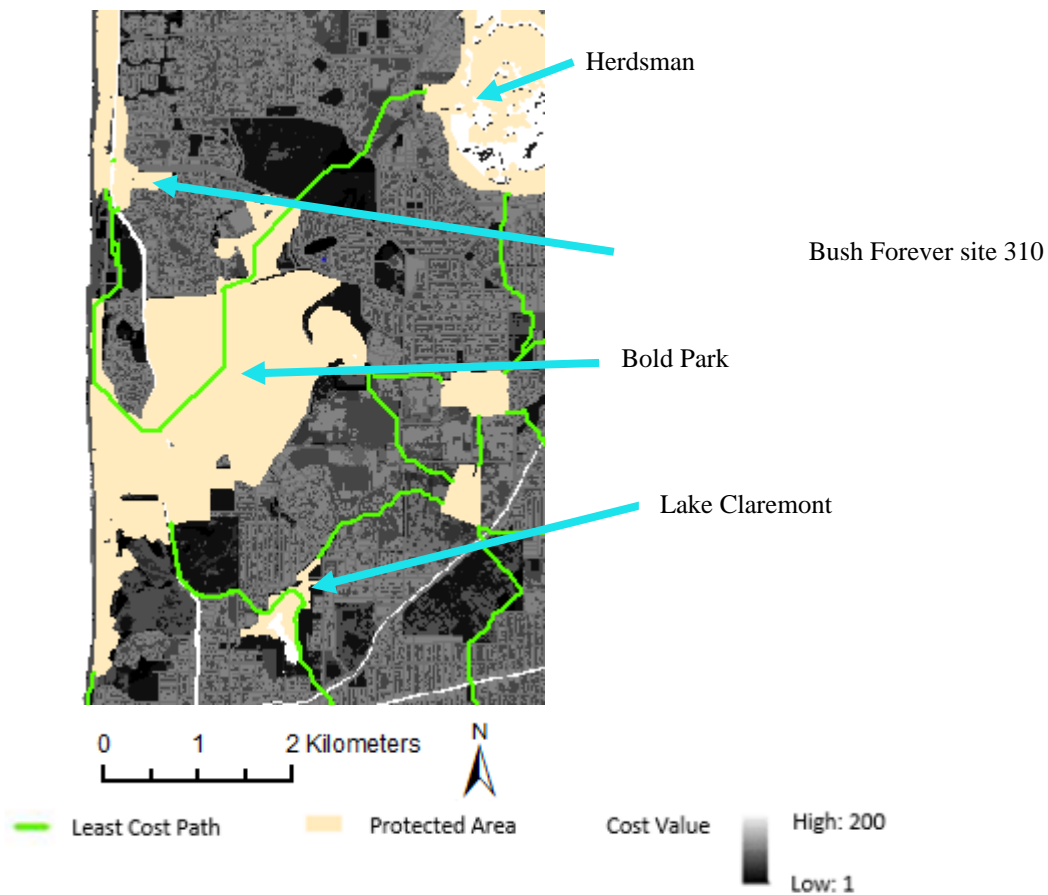 Herdsman
Bush Forever site 310
Bold Park
Lake Claremont
0 1 2 Kilometers
N
Least Cost Path
Protected Area
Cost Value
High: 200
Low: 1